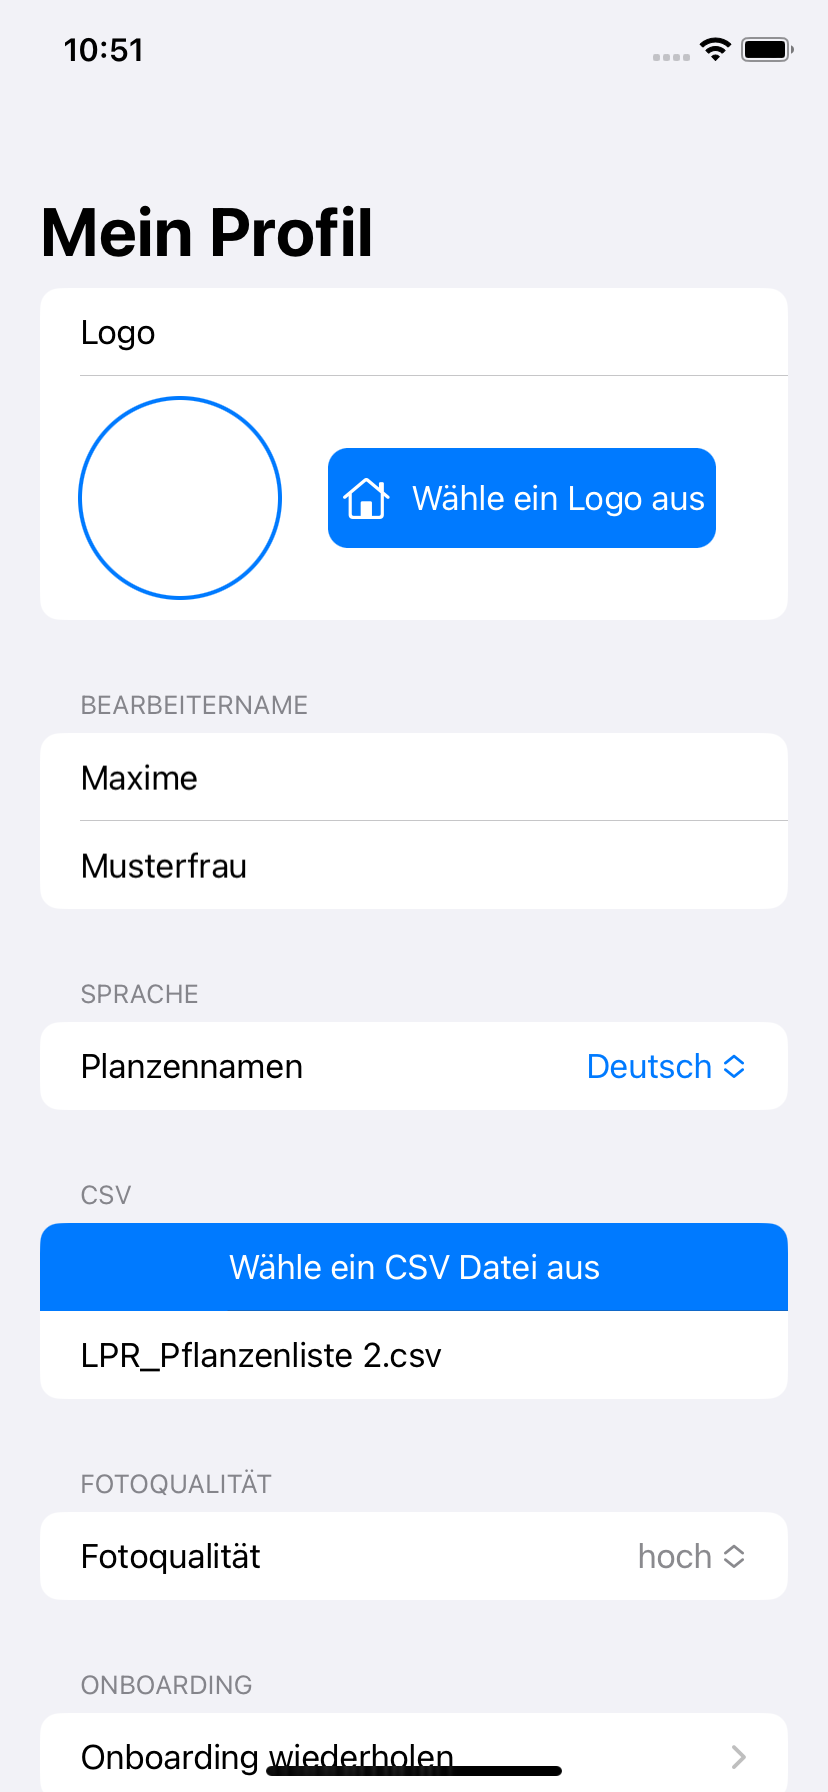 10:51
Mein Profil
Logo
Wähle ein Logo aus
BEARBEITERNAME
Maxime
Musterfrau
SPRACHE
Planzennamen
Deutsch
CSV
Wähle ein CSV Datei aus
LPR_Pflanzenliste 2.csv
FOTOQUALITÄT
Fotoqualität
hoch
ONBOARDING
Onboarding wiederholen